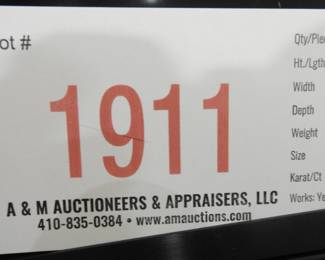 ot #
1911
A & M AUCTIONEERS & APPRAISERS, LLC
410-835-0384 • www.amauctions.com
Qty/Pie
Ht./Lgth
Width
Depth
Weight
Size
Karat/Ct
Works: Ye